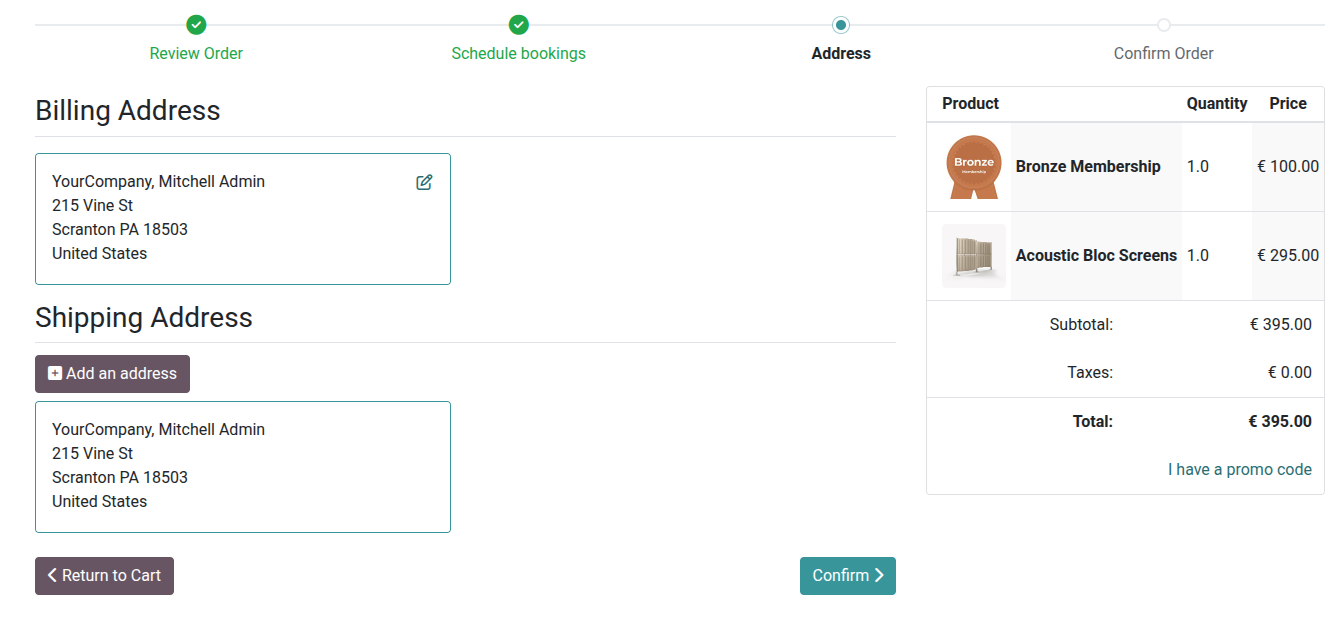 Review Order
Schedule bookings
Address
Confirm Order
Billing Address
YourCompany, Mitchell Admin
215 Vine St
Scranton PA 18503
United States
Shipping Address
Add an address
YourCompany, Mitchell Admin
215 Vine St
Scranton PA 18503
United States
Return to Cart
Confirm
Product Quantity Price
Bronze
Membership
Bronze Membership 1.0 € 100.00
Acoustic Bloc Screens 1.0 € 295.00
Subtotal: € 395.00
Taxes: € 0.00
Total: € 395.00
I have a promo code